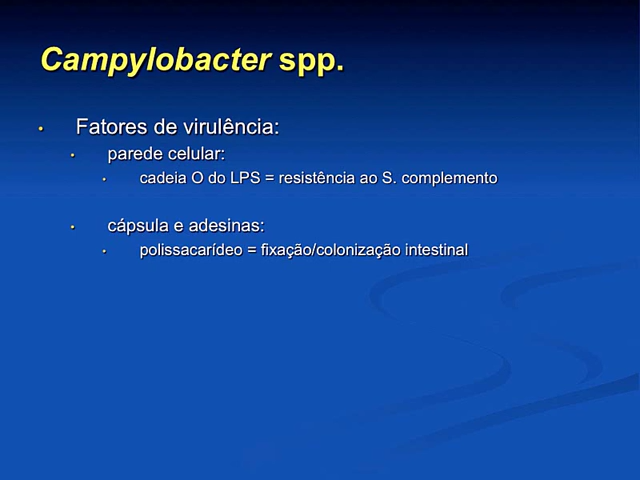 Campylobacter spp.
• Fatores de virulência:
• parede celular:
• cadeia O do LPS = resistência ao S. complemento
• cápsula e adesinas:
• polissacarídeo = fixação/colonização intestinal